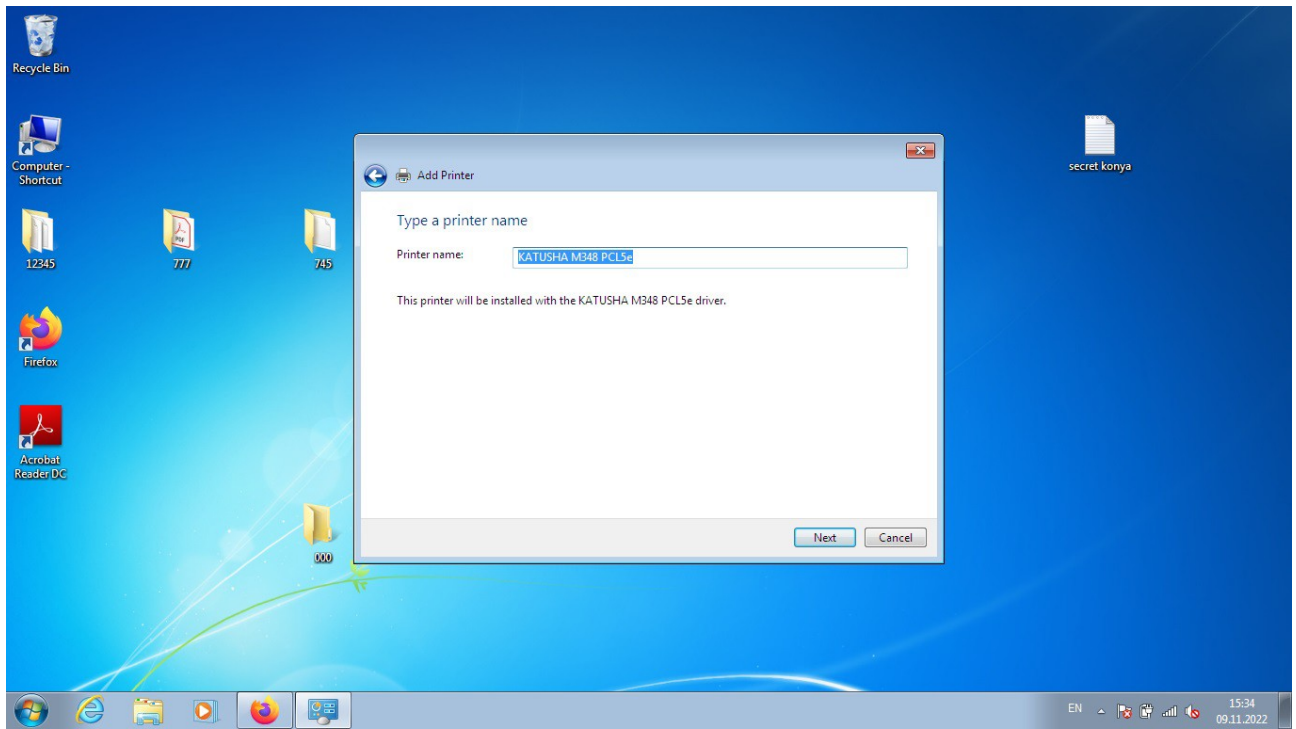 Recycle Bin
Computer -
Shortcut
12345
777
745
Firefox
Acrobat
Reader DC
000
secret konya
Add Printer
Type a printer name
Printer name:
KATUSHA M348 PCL5e
This printer will be installed with the KATUSHA M348 PCL5e driver.
Next
Cancel
EN
15:34
09.11.2022